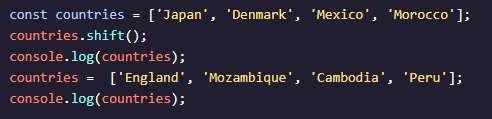 const countries = ['Japan', 'Denmark', 'Mexico', 'Morocco'];
countries.shift();
console.log(countries);
countries =  ['England', 'Mozambique', 'Cambodia', 'Peru'];
console.log(countries);